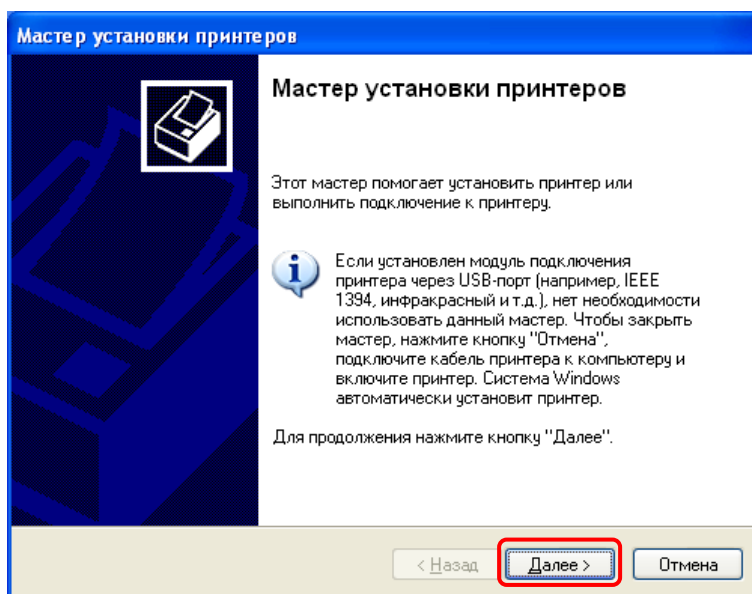 Мастер установки принтеров
Мастер установки принтеров
Этот мастер помогает установить принтер или
выполнить подключение к принтеру.
Если установлен модуль подключения
принтера через USB-порт (например, IEEE
1394, инфракрасный и т.д.), нет необходимости
использовать данный мастер. Чтобы закрыть
мастер, нажмите кнопку "Отмена",
подключите кабель принтера к компьютеру и
включите принтер. Система Windows
автоматически установит принтер.
Для продолжения нажмите кнопку "Далее".
< Назад Далее > Отмена